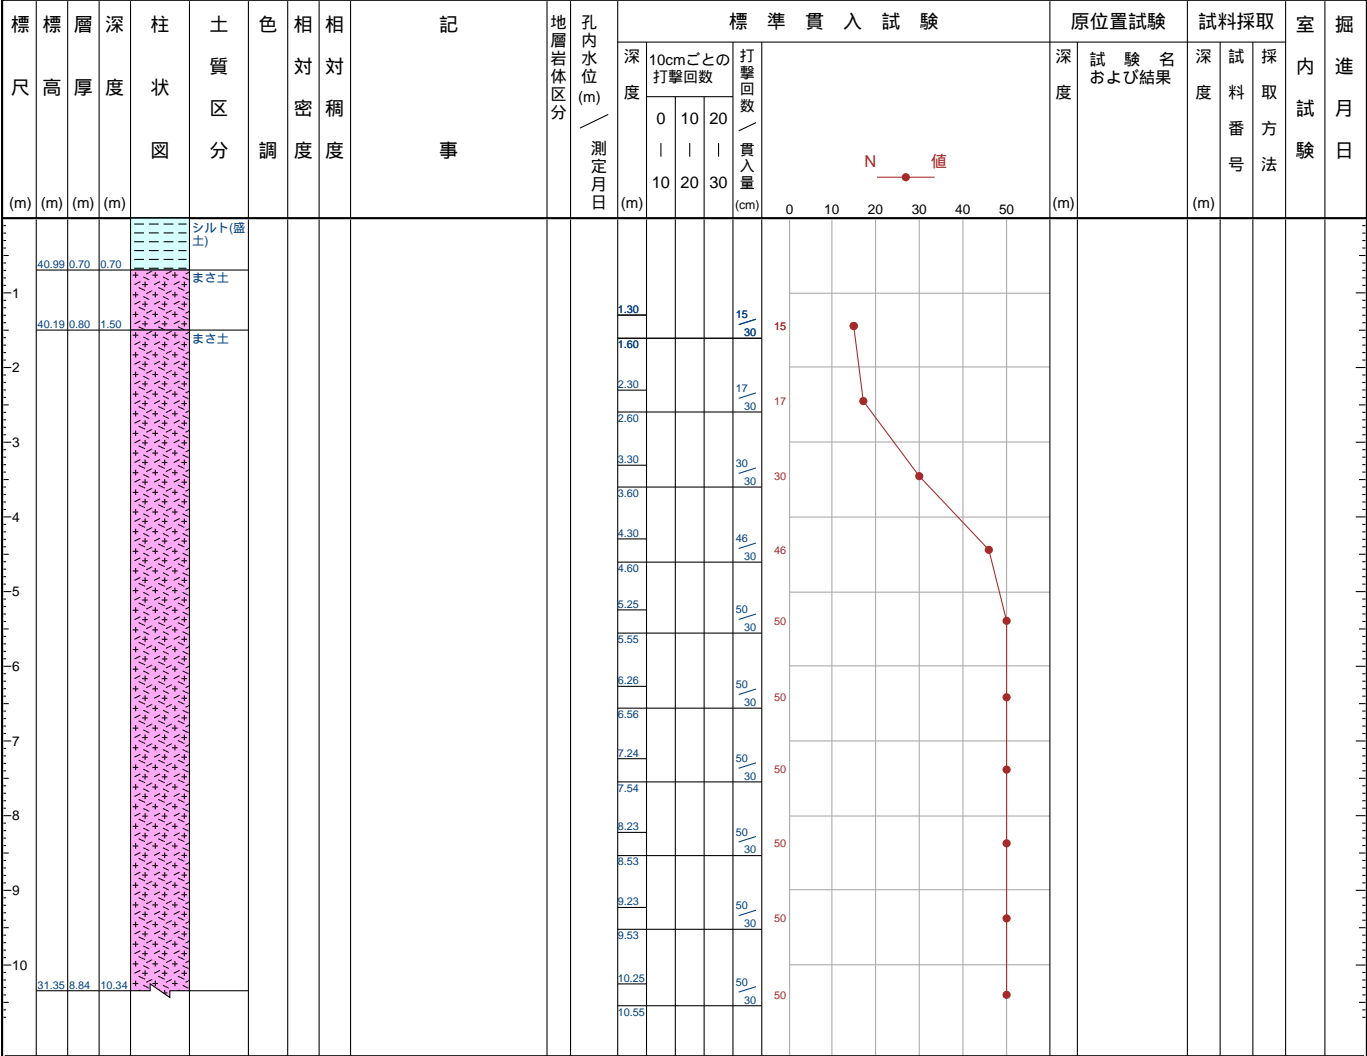 標尺(m)
標高(m)
層厚(m)
深度(m)
柱状図
土質区分
色調
相対密度
相対稠度
記事
地層岩体区分
孔内水位(m)／測定月日
標準貫入試験
深度(m)
10cmごとの
打撃回数
0｜10
10｜20
20｜30
打撃回数／貫入量(cm)
N 値
0 10 20 30 40 50
原位置試験
深度(m)
試験名
および結果
試料採取
深度(m)
試料番号
採取方法
室内試験
掘進月日
シルト(盛
土)
40.99 0.70 0.70
まさ土
1
1.30 15
30 15
40.19 0.80 1.50
まさ土
1.60
2
2.30 17
30 17
2.60
3
3.30 30
30 30
3.60
4
4.30 46
30 46
4.60
5
5.25 50
30 50
5.55
6
6.26 50
30 50
6.56
7
7.24 50
30 50
7.54
8
8.23 50
30 50
8.53
9
9.23 50
30 50
9.53
10
31.35 8.84 10.34
10.25 50
30 50
10.55